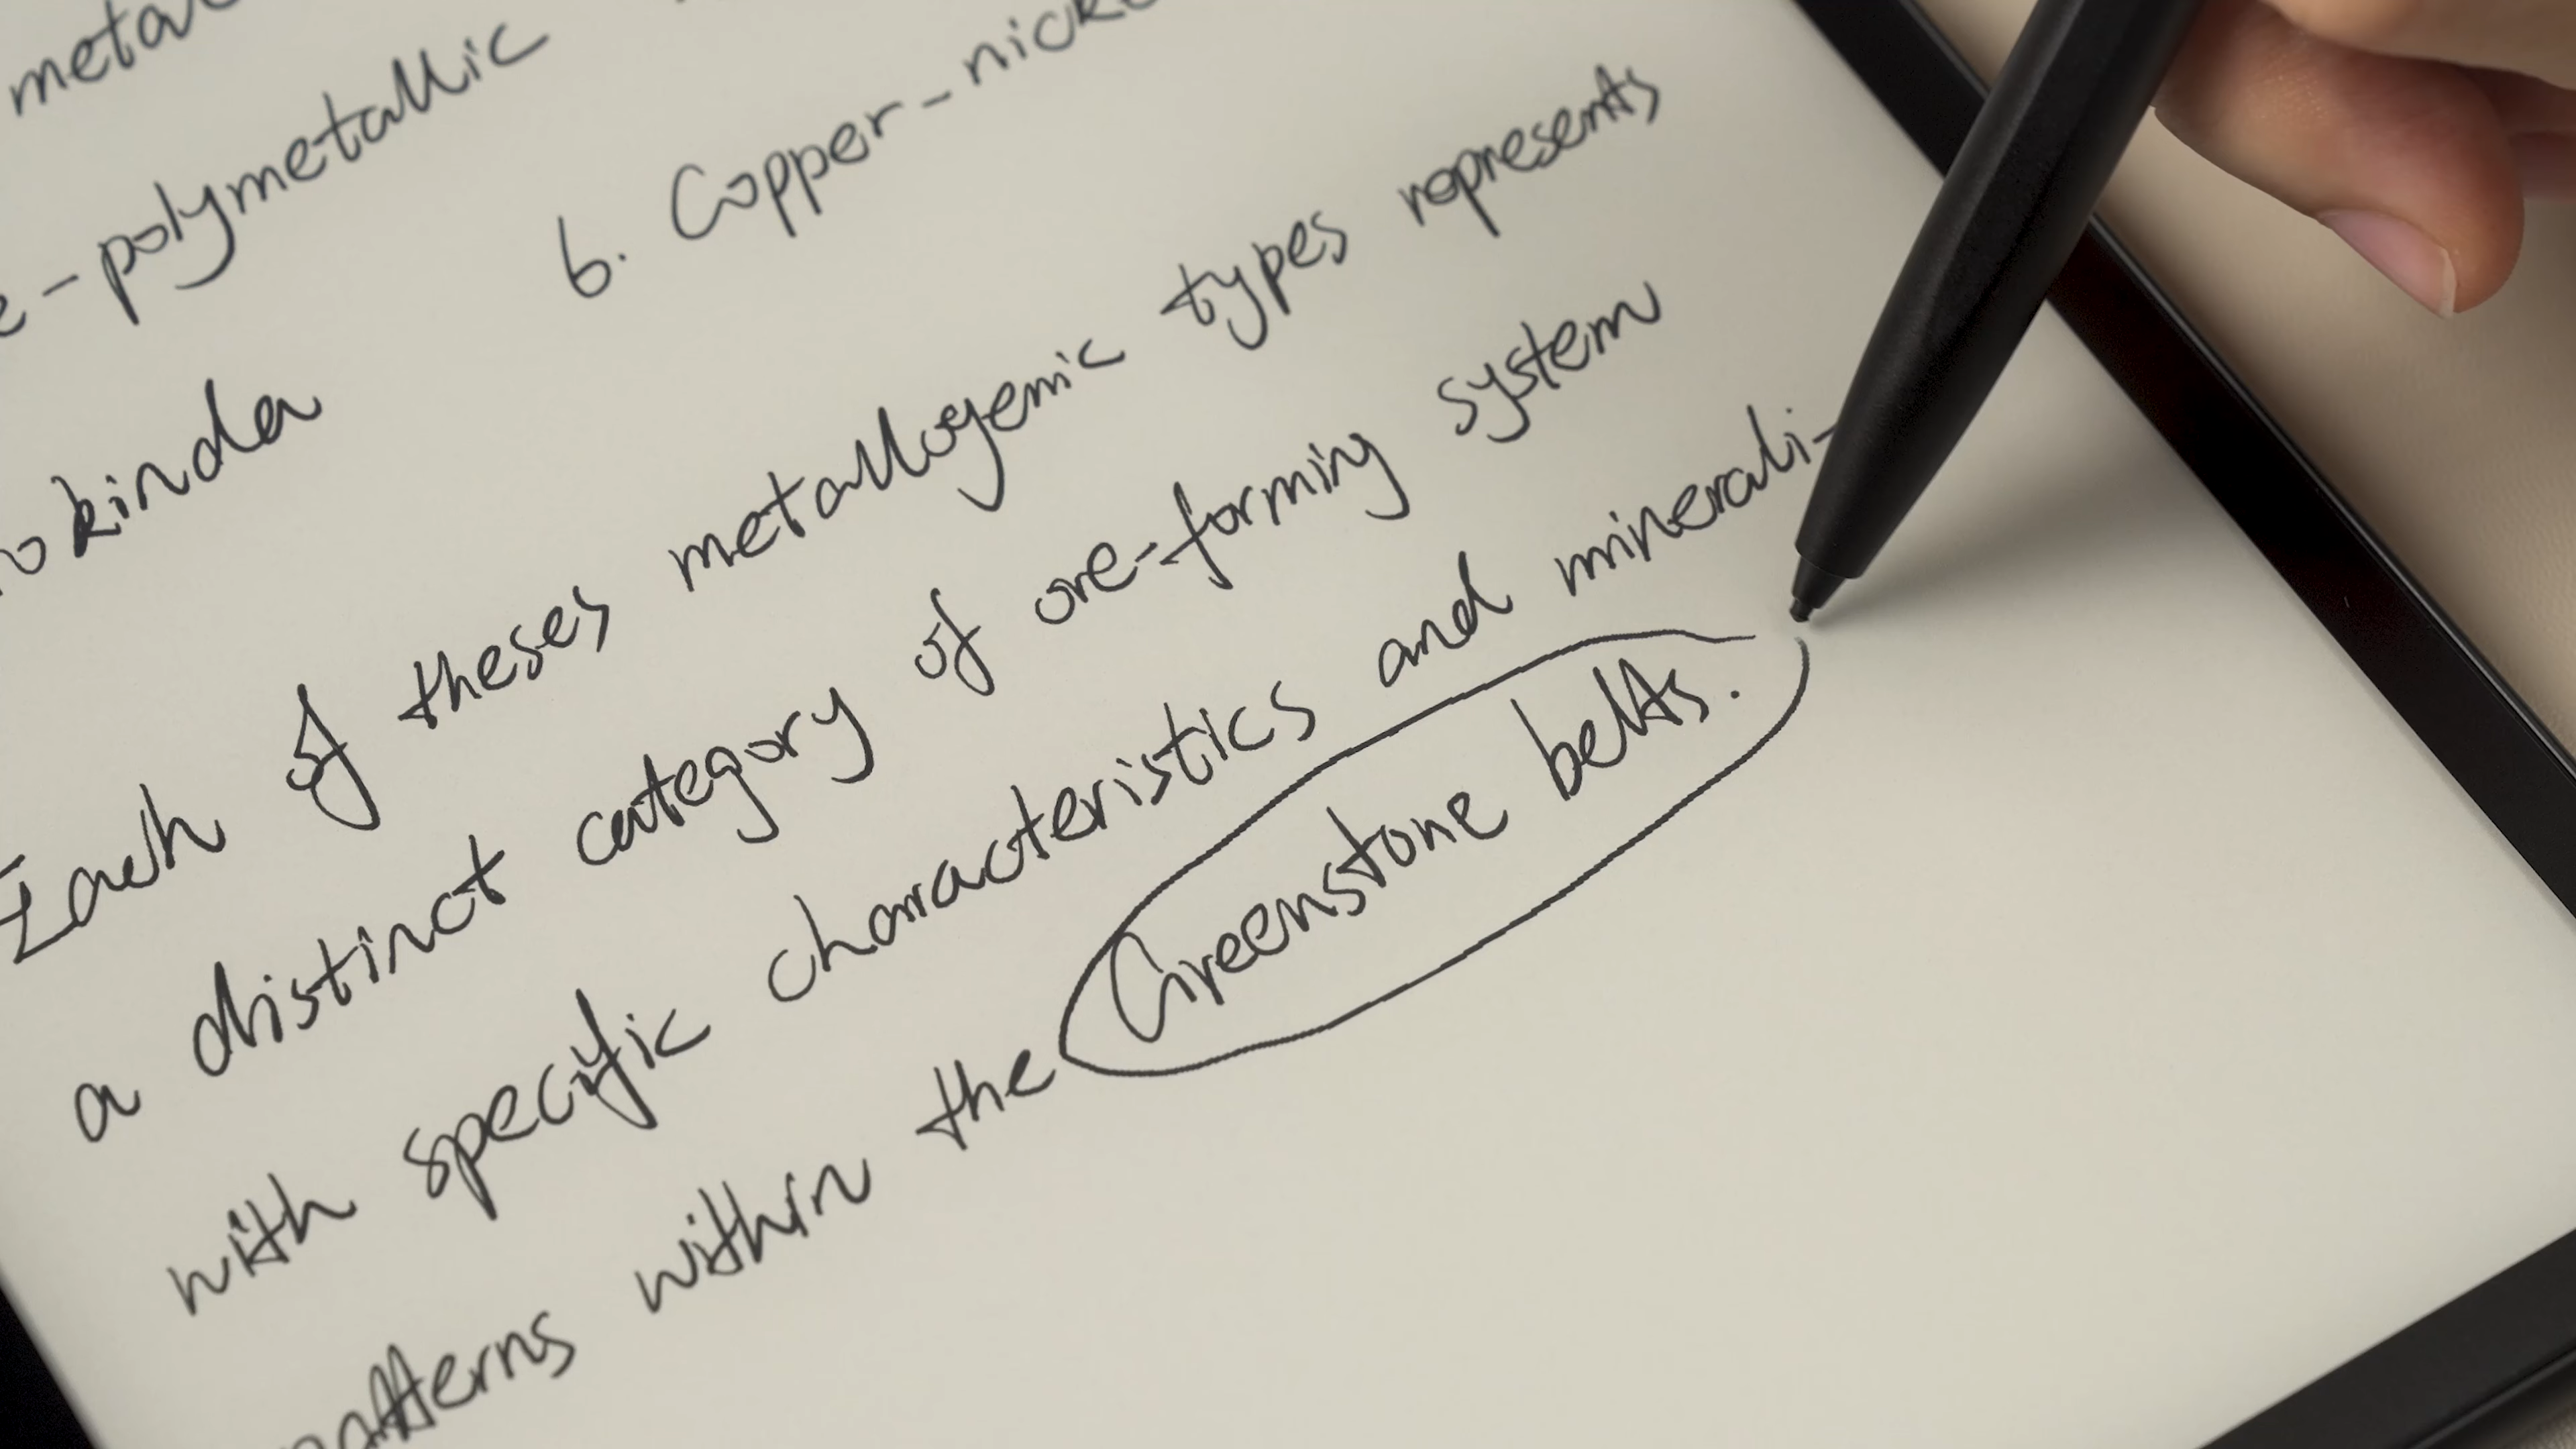 metal
-polymetallic
6. Copper-nick
okinda
Each of theses metallogenic types represents
a distinct category of ore-forming system
with specific characteristics and minerali-
patterns within the Greenstone belts.